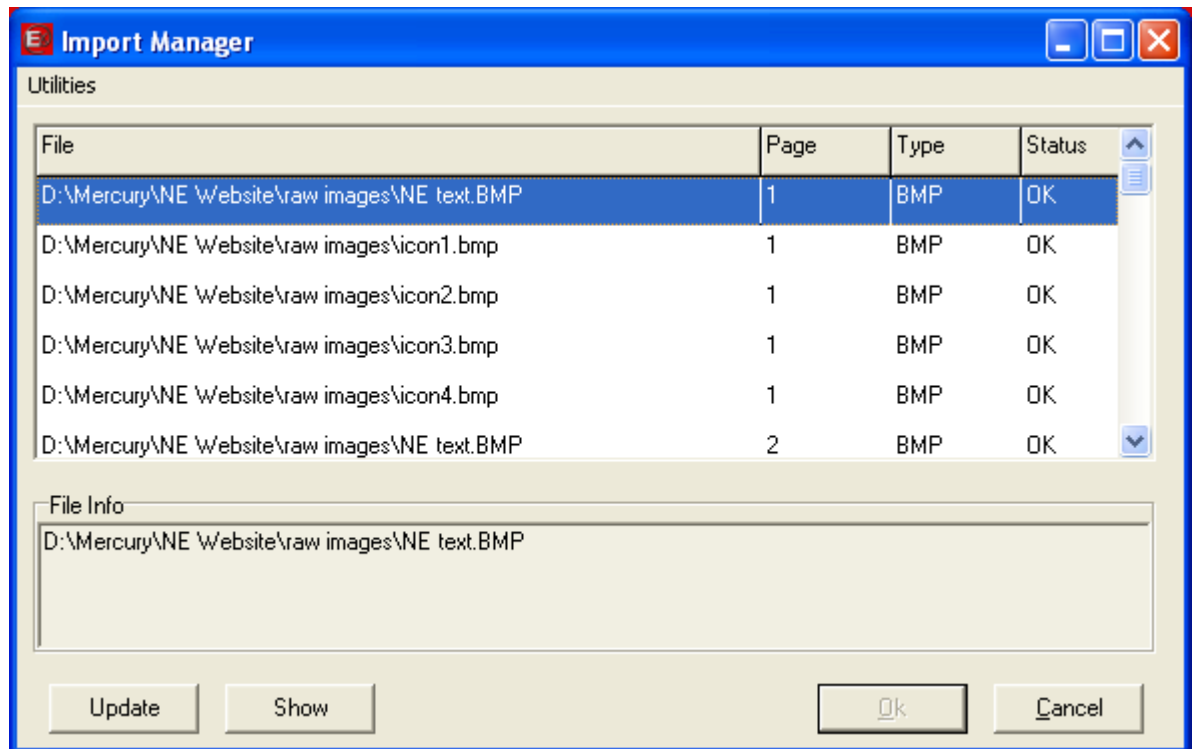 E Import Manager
Utilities
File Page Type Status
D:\Mercury\NE Website\raw images\NE text.BMP 1 BMP OK
D:\Mercury\NE Website\raw images\icon1.bmp 1 BMP OK
D:\Mercury\NE Website\raw images\icon2.bmp 1 BMP OK
D:\Mercury\NE Website\raw images\icon3.bmp 1 BMP OK
D:\Mercury\NE Website\raw images\icon4.bmp 1 BMP OK
D:\Mercury\NE Website\raw images\NE text.BMP 2 BMP OK
File Info
D:\Mercury\NE Website\raw images\NE text.BMP
Update Show Ok Cancel